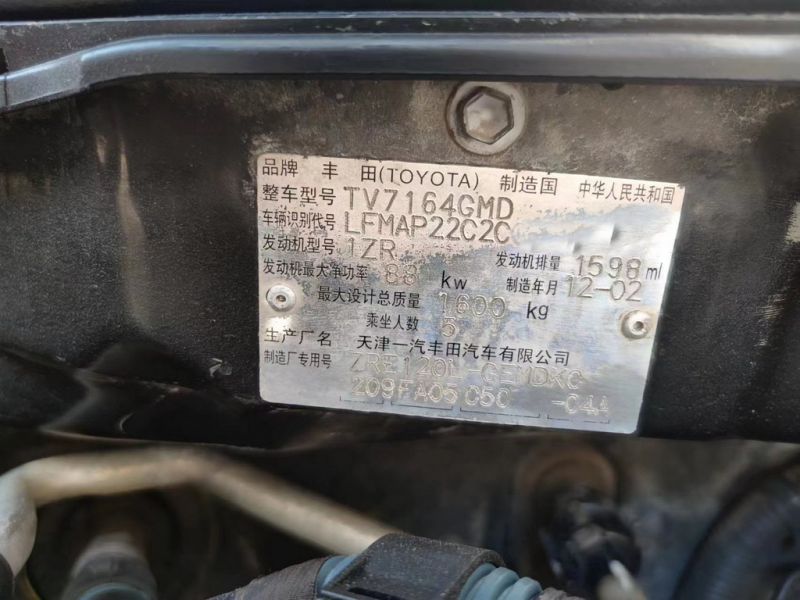 品牌 丰 田(TOYOTA) 制造国 中华人民共和国
整车型号 TV7164GMD
车辆识别代号 LFMAP22C2C
发动机型号 1ZR 发动机排量 1598 ml
发动机最大净功率 88 kw 制造年月 12-02
最大设计总质量 1600 kg
乘坐人数 5
生产厂名 天津一汽丰田汽车有限公司
制造厂专用号 ZRE120N-GEMDKC
209FA05 C50 -04A